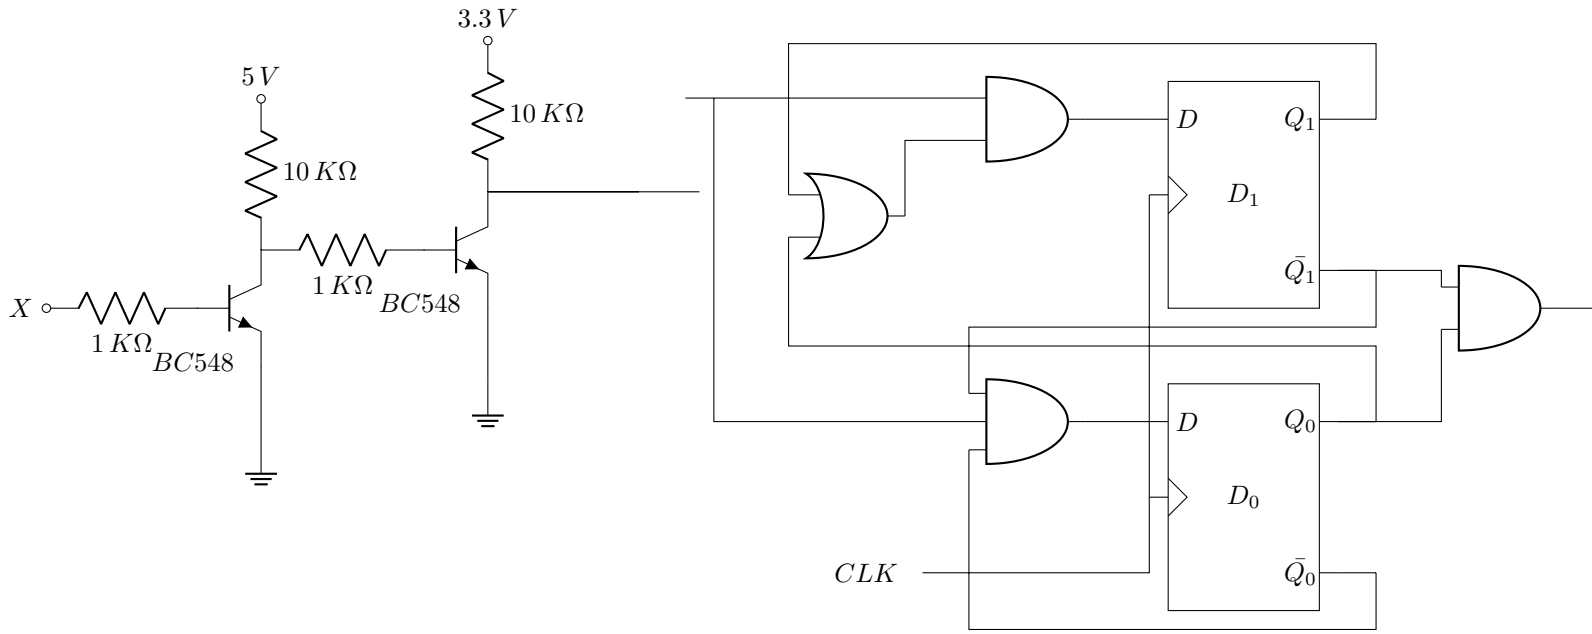 3.3 V
5 V
10 KΩ
10 KΩ
X
1 KΩ
BC548
1 KΩ
BC548
D
Q₁
D₁
Q̄₁
D
Q₀
D₀
Q̄₀
CLK